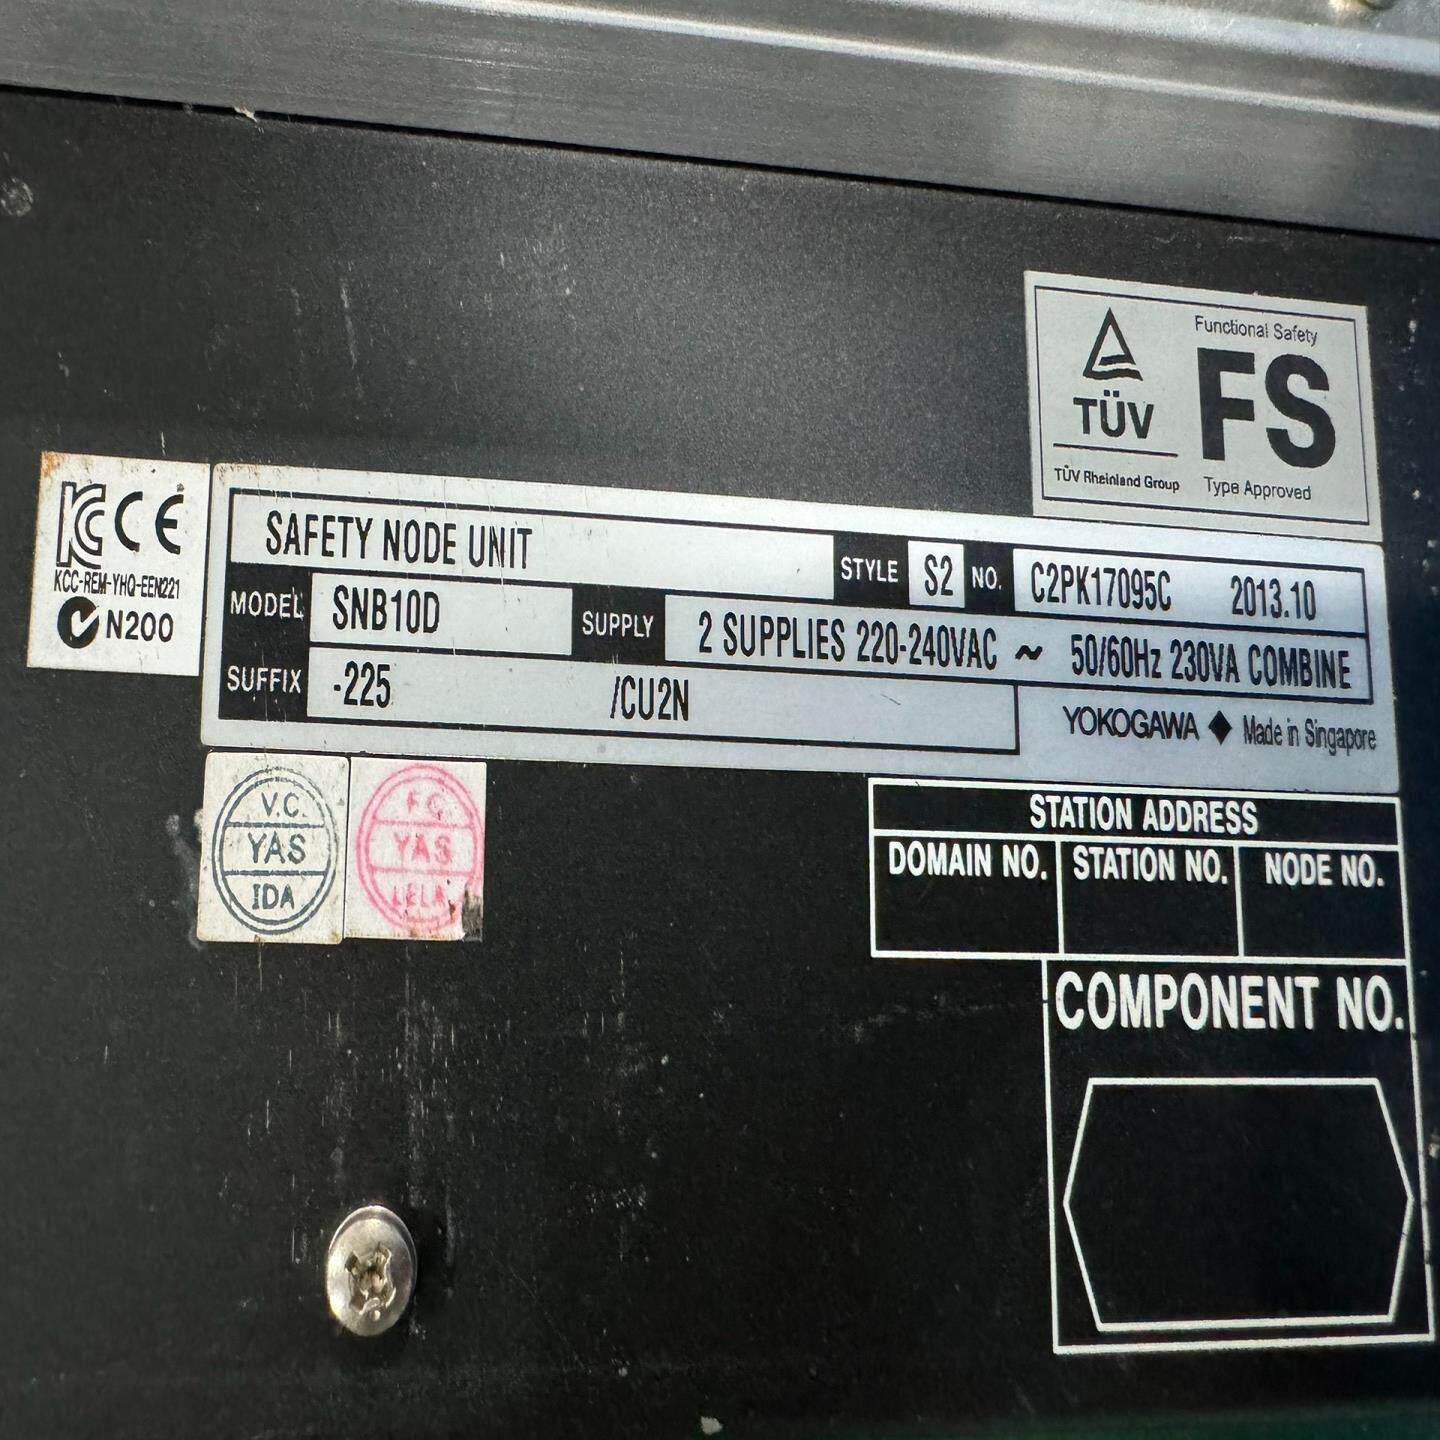 Functional Safety
TÜV FS
TÜV Rheinland Group Type Approved
KCC-REM-YHQ-EEN221
N200
CE
SAFETY NODE UNIT STYLE S2 NO. C2PK17095C 2013.10
MODEL SNB10D SUPPLY 2 SUPPLIES 220-240VAC ~ 50/60Hz 230VA COMBINE
SUFFIX -225 /CU2N
YOKOGAWA ◆ Made in Singapore
V.C.
YAS
IDA
F.C.
YAS
LELA
STATION ADDRESS
DOMAIN NO. STATION NO. NODE NO.
COMPONENT NO.